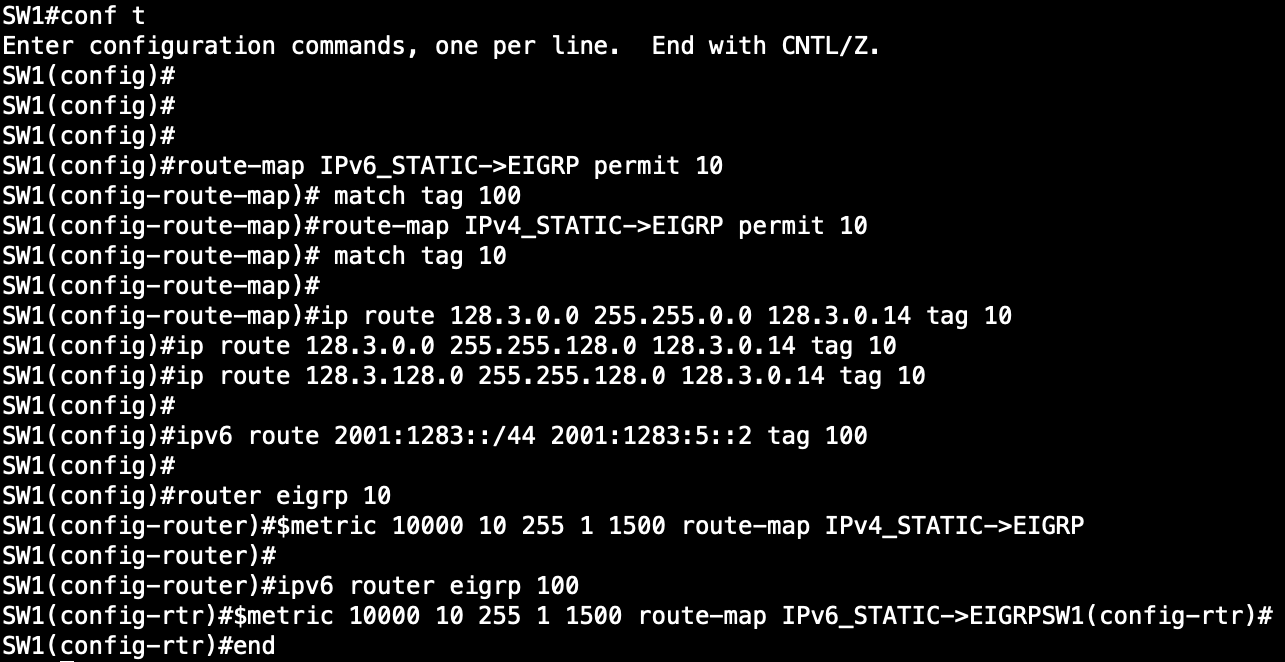 SW1#conf t
Enter configuration commands, one per line.  End with CNTL/Z.
SW1(config)#
SW1(config)#
SW1(config)#
SW1(config)#route-map IPv6_STATIC->EIGRP permit 10
SW1(config-route-map)# match tag 100
SW1(config-route-map)#route-map IPv4_STATIC->EIGRP permit 10
SW1(config-route-map)# match tag 10
SW1(config-route-map)#
SW1(config-route-map)#ip route 128.3.0.0 255.255.0.0 128.3.0.14 tag 10
SW1(config)#ip route 128.3.0.0 255.255.128.0 128.3.0.14 tag 10
SW1(config)#ip route 128.3.128.0 255.255.128.0 128.3.0.14 tag 10
SW1(config)#
SW1(config)#ipv6 route 2001:1283::/44 2001:1283:5::2 tag 100
SW1(config)#
SW1(config)#router eigrp 10
SW1(config-router)#$metric 10000 10 255 1 1500 route-map IPv4_STATIC->EIGRP
SW1(config-router)#
SW1(config-router)#ipv6 router eigrp 100
SW1(config-rtr)#$metric 10000 10 255 1 1500 route-map IPv6_STATIC->EIGRPSW1(config-rtr)#
SW1(config-rtr)#end